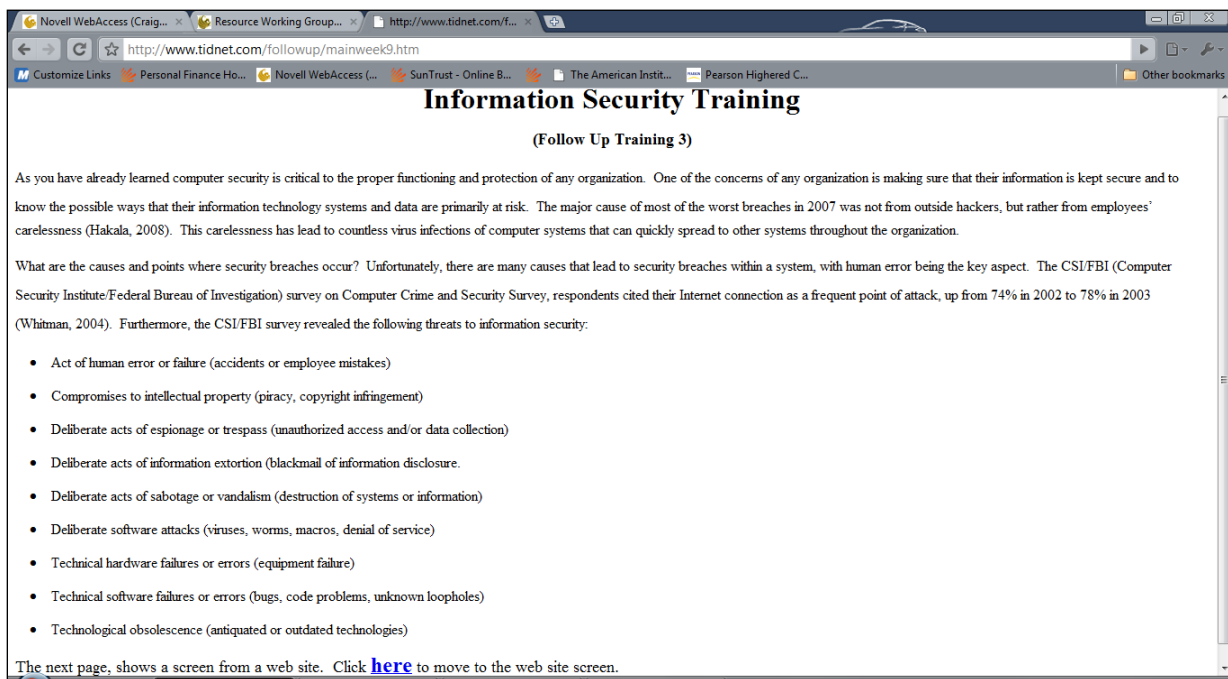 Novell WebAccess (Craig... × Resource Working Group... × http://www.tidnet.com/f... ×
http://www.tidnet.com/followup/mainweek9.htm
Customize Links Personal Finance Ho... Novell WebAccess (... SunTrust - Online B... The American Instit... Pearson Highered C... Other bookmarks
Information Security Training
(Follow Up Training 3)
As you have already learned computer security is critical to the proper functioning and protection of any organization. One of the concerns of any organization is making sure that their information is kept secure and to
know the possible ways that their information technology systems and data are primarily at risk. The major cause of most of the worst breaches in 2007 was not from outside hackers, but rather from employees'
carelessness (Hakala, 2008). This carelessness has lead to countless virus infections of computer systems that can quickly spread to other systems throughout the organization.
What are the causes and points where security breaches occur? Unfortunately, there are many causes that lead to security breaches within a system, with human error being the key aspect. The CSI/FBI (Computer
Security Institute/Federal Bureau of Investigation) survey on Computer Crime and Security Survey, respondents cited their Internet connection as a frequent point of attack, up from 74% in 2002 to 78% in 2003
(Whitman, 2004). Furthermore, the CSI/FBI survey revealed the following threats to information security:
• Act of human error or failure (accidents or employee mistakes)
• Compromises to intellectual property (piracy, copyright infringement)
• Deliberate acts of espionage or trespass (unauthorized access and/or data collection)
• Deliberate acts of information extortion (blackmail of information disclosure.
• Deliberate acts of sabotage or vandalism (destruction of systems or information)
• Deliberate software attacks (viruses, worms, macros, denial of service)
• Technical hardware failures or errors (equipment failure)
• Technical software failures or errors (bugs, code problems, unknown loopholes)
• Technological obsolescence (antiquated or outdated technologies)
The next page, shows a screen from a web site. Click here to move to the web site screen.